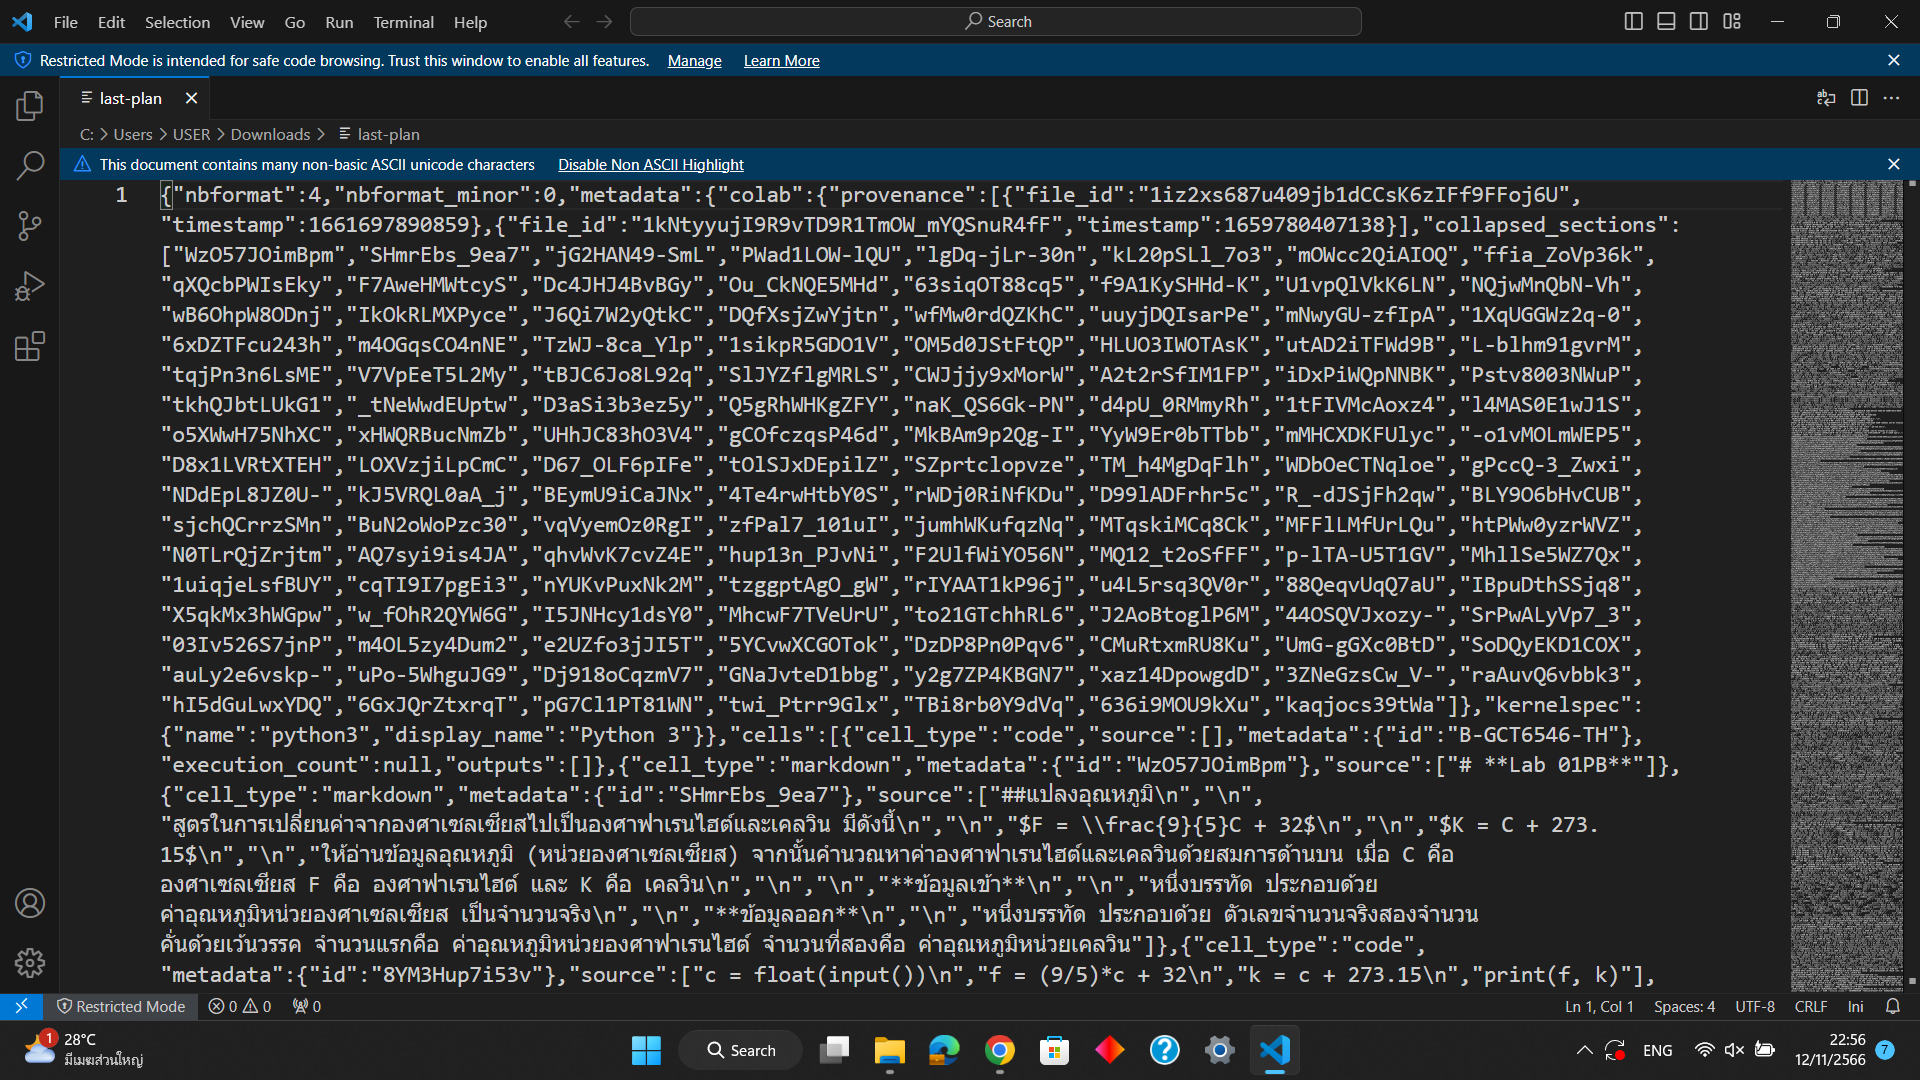 File Edit Selection View Go Run Terminal Help
Search
Restricted Mode is intended for safe code browsing. Trust this window to enable all features. Manage Learn More
last-plan
C: > Users > USER > Downloads > last-plan
This document contains many non-basic ASCII unicode characters Disable Non ASCII Highlight
1 {"nbformat":4,"nbformat_minor":0,"metadata":{"colab":{"provenance":[{"file_id":"1iz2xs687u409jb1dCCsK6zIFf9FFoj6U",
"timestamp":1661697890859},{"file_id":"1kNtyyujI9R9vTD9R1TmOW_mYQSnuR4fF","timestamp":1659780407138}],"collapsed_sections":
["WzO57JOimBpm","SHmrEbs_9ea7","jG2HAN49-SmL","PWad1LOW-lQU","lgDq-jLr-30n","kL20pSLl_7o3","mOWcc2QiAIOQ","ffia_ZoVp36k",
"qXQcbPWIsEky","F7AweHMWtcyS","Dc4JHJ4BvBGy","Ou_CkNQE5MHd","63siqOT88cq5","f9A1KySHHd-K","U1vpQlVkK6LN","NQjwMnQbN-Vh",
"wB6OhpW8ODnj","IkOkRLMXPyce","J6Qi7W2yQtkC","DQfXsjZwYjtn","wfMw0rdQZKhC","uuyjDQIsarPe","mNwyGU-zfIpA","1XqUGGWz2q-0",
"6xDZTFcu243h","m4OGqsCO4nNE","TzWJ-8ca_Ylp","1sikpR5GDO1V","OM5d0JStFtQP","HLUO3IWOTAsK","utAD2iTFWd9B","L-blhm91gvrM",
"tqjPn3n6LsME","V7VpEeT5L2My","tBJC6Jo8L92q","SlJYZflgMRLS","CWJjjy9xMorW","A2t2rSfIM1FP","iDxPiWQpNNBK","Pstv8003NWuP",
"tkhQJbtLUkG1","_tNeWwdEUptw","D3aSi3b3ez5y","Q5gRhWHKgZFY","naK_QS6Gk-PN","d4pU_0RMmyRh","1tFIVMcAoxz4","l4MAS0E1wJ1S",
"o5XWwH75NhXC","xHWQRBucNmZb","UHhJC83hO3V4","gCOfczqsP46d","MkBAm9p2Qg-I","YyW9Er0bTTbb","mMHCXDKFUlyc","-o1vMOLmWEP5",
"D8x1LVRtXTEH","LOXVzjiLpCmC","D67_OLF6pIFe","tOlSJxDEpilZ","SZprtclopvze","TM_h4MgDqFlh","WDbOeCTNqloe","gPccQ-3_Zwxi",
"NDdEpL8JZ0U-","kJ5VRQL0aA_j","BEymU9iCaJNx","4Te4rwHtbY0S","rWDj0RiNfKDu","D99lADFrhr5c","R_-dJSjFh2qw","BLY9O6bHvCUB",
"sjchQCrrzSMn","BuN2oWoPzc30","vqVyemOz0RgI","zfPal7_101uI","jumhWKufqzNq","MTqskiMCq8Ck","MFFlLMfUrLQu","htPWw0yzrWVZ",
"N0TLrQjZrjtm","AQ7syi9is4JA","qhvWvK7cvZ4E","hup13n_PJvNi","F2UlfWiYO56N","MQ12_t2oSfFF","p-lTA-U5T1GV","MhllSe5WZ7Qx",
"1uiqjeLsfBUY","cqTI9I7pgEi3","nYUKvPuxNk2M","tzggptAgO_gW","rIYAAT1kP96j","u4L5rsq3QV0r","88QeqvUqQ7aU","IBpuDthSSjq8",
"X5qkMx3hWGpw","w_fOhR2QYW6G","I5JNHcy1dsY0","MhcwF7TVeUrU","to21GTchhRL6","J2AoBtoglP6M","44OSQVJxozy-","SrPwALyVp7_3",
"03Iv526S7jnP","m4OL5zy4Dum2","e2UZfo3jJI5T","5YCvwXCGOTok","DzDP8Pn0Pqv6","CMuRtxmRU8Ku","UmG-gGXc0BtD","SoDQyEKD1COX",
"auLy2e6vskp-","uPo-5WhguJG9","Dj918oCqzmV7","GNaJvteD1bbg","y2g7ZP4KBGN7","xaz14DpowgdD","3ZNeGzsCw_V-","raAuvQ6vbbk3",
"hI5dGuLwxYDQ","6GxJQrZtxrqT","pG7Cl1PT81WN","twi_Ptrr9Glx","TBi8rb0Y9dVq","636i9MOU9kXu","kaqjocs39tWa"]},"kernelspec":
{"name":"python3","display_name":"Python 3"}},"cells":[{"cell_type":"code","source":[],"metadata":{"id":"B-GCT6546-TH"},
"execution_count":null,"outputs":[]},{"cell_type":"markdown","metadata":{"id":"WzO57JOimBpm"},"source":["# **Lab 01PB**"]},
{"cell_type":"markdown","metadata":{"id":"SHmrEbs_9ea7"},"source":["##แปลงอุณหภูมิ\n","\n",
"สูตรในการเปลี่ยนค่าจากองศาเซลเซียสไปเป็นองศาฟาเรนไฮต์และเคลวิน มีดังนี้\n","\n","$F = \\frac{9}{5}C + 32$\n","\n","$K = C + 273.
15$\n","\n","ให้อ่านข้อมูลอุณหภูมิ (หน่วยองศาเซลเซียส) จากนั้นคำนวณหาค่าองศาฟาเรนไฮต์และเคลวินด้วยสมการด้านบน เมื่อ C คือ
องศาเซลเซียส F คือ องศาฟาเรนไฮต์ และ K คือ เคลวิน\n","\n","\n","**ข้อมูลเข้า**\n","\n","หนึ่งบรรทัด ประกอบด้วย
ค่าอุณหภูมิหน่วยองศาเซลเซียส เป็นจำนวนจริง\n","\n","**ข้อมูลออก**\n","\n","หนึ่งบรรทัด ประกอบด้วย ตัวเลขจำนวนจริงสองจำนวน
คั่นด้วยเว้นวรรค จำนวนแรกคือ ค่าอุณหภูมิหน่วยองศาฟาเรนไฮต์ จำนวนที่สองคือ ค่าอุณหภูมิหน่วยเคลวิน"]},{"cell_type":"code",
"metadata":{"id":"8YM3Hup7i53v"},"source":["c = float(input())\n","f = (9/5)*c + 32\n","k = c + 273.15\n","print(f, k)"],
Restricted Mode 0 0 0 Ln 1, Col 1 Spaces: 4 UTF-8 CRLF Ini
1 28°C
มีเมฆส่วนใหญ่
Search
ENG
22:56
12/11/2566 7